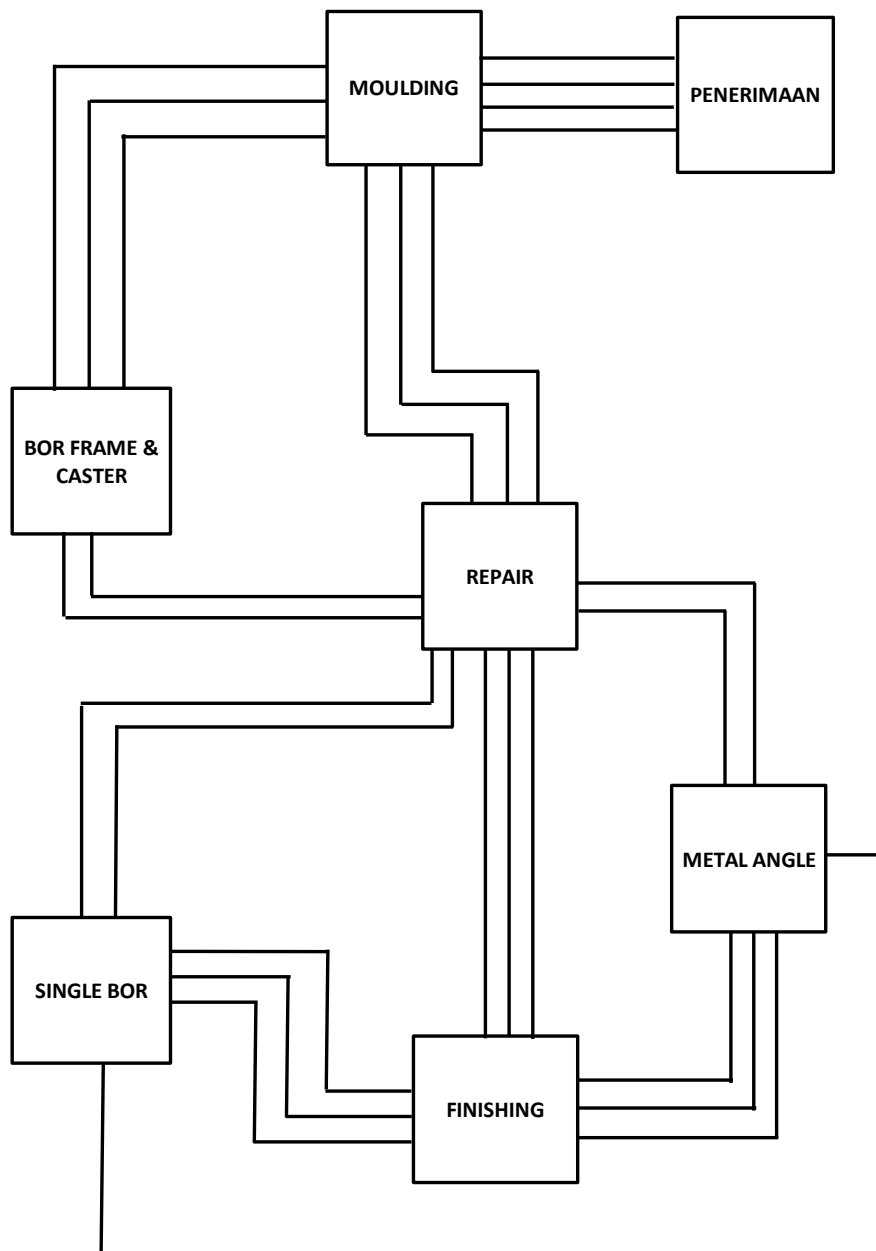 MOULDING
PENERIMAAN
BOR FRAME &
CASTER
REPAIR
METAL ANGLE
SINGLE BOR
FINISHING